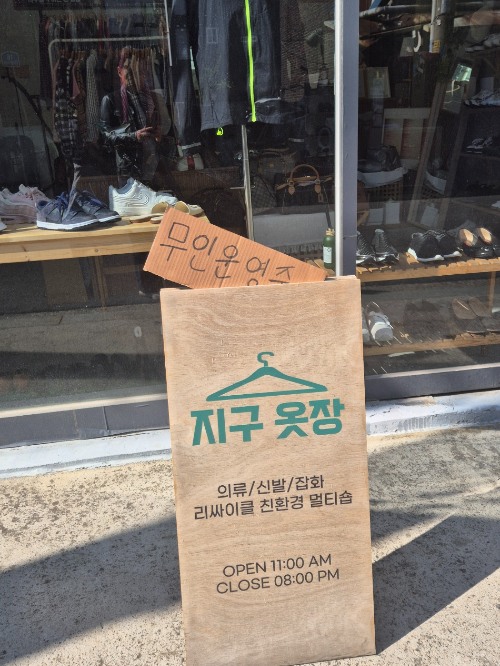 무인운영중
지구 옷장
의류/신발/잡화
리싸이클 친환경 멀티숍
OPEN 11:00 AM
CLOSE 08:00 PM